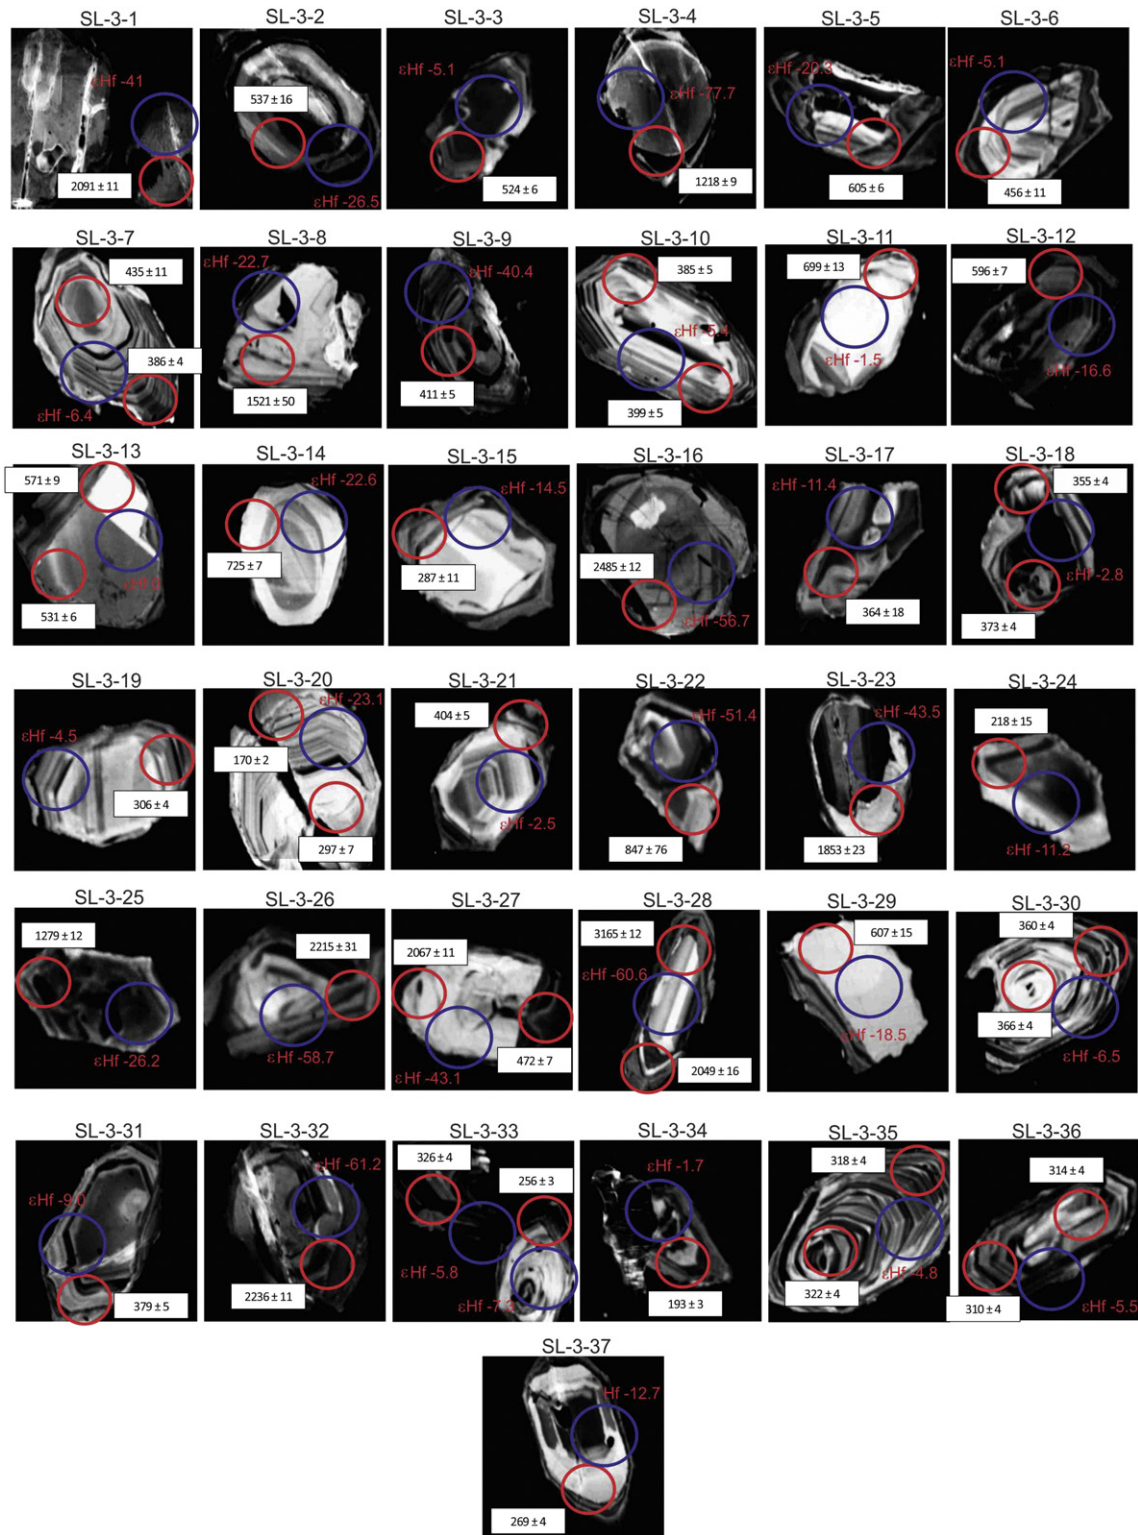 SL-3-1
SL-3-2
SL-3-3
SL-3-4
SL-3-5
SL-3-6
εHf -41
2091 ± 11
537 ± 16
εHf -26.5
εHf -5.1
524 ± 6
εHf -77.7
1218 ± 9
εHf -20.3
605 ± 6
εHf -5.1
456 ± 11
SL-3-7
SL-3-8
SL-3-9
SL-3-10
SL-3-11
SL-3-12
435 ± 11
386 ± 4
εHf -6.4
εHf -22.7
1521 ± 50
εHf -40.4
411 ± 5
385 ± 5
εHf -5.4
399 ± 5
699 ± 13
εHf -1.5
596 ± 7
εHf -16.6
SL-3-13
SL-3-14
SL-3-15
SL-3-16
SL-3-17
SL-3-18
571 ± 9
εHf 0
531 ± 6
εHf -22.6
725 ± 7
εHf -14.5
287 ± 11
2485 ± 12
εHf -56.7
εHf -11.4
364 ± 18
355 ± 4
εHf -2.8
373 ± 4
SL-3-19
SL-3-20
SL-3-21
SL-3-22
SL-3-23
SL-3-24
εHf -4.5
306 ± 4
εHf -23.1
170 ± 2
297 ± 7
404 ± 5
εHf -2.5
εHf -51.4
847 ± 76
εHf -43.5
1853 ± 23
218 ± 15
εHf -11.2
SL-3-25
SL-3-26
SL-3-27
SL-3-28
SL-3-29
SL-3-30
1279 ± 12
εHf -26.2
2215 ± 31
εHf -58.7
2067 ± 11
472 ± 7
εHf -43.1
3165 ± 12
εHf -60.6
2049 ± 16
607 ± 15
εHf -18.5
360 ± 4
366 ± 4
εHf -6.5
SL-3-31
SL-3-32
SL-3-33
SL-3-34
SL-3-35
SL-3-36
εHf -9.0
379 ± 5
εHf -61.2
2236 ± 11
326 ± 4
256 ± 3
εHf -5.8
εHf -7.3
εHf -1.7
193 ± 3
318 ± 4
εHf -4.8
322 ± 4
314 ± 4
310 ± 4
εHf -5.5
SL-3-37
Hf -12.7
269 ± 4